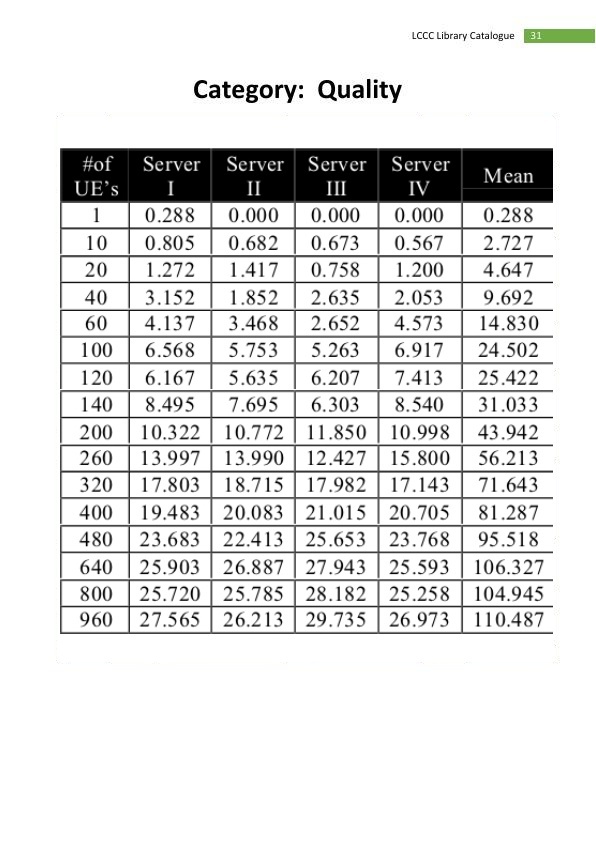 LCCC Library Catalogue 31
Category: Quality
#of UE's Server I Server II Server III Server IV Mean
1 0.288 0.000 0.000 0.000 0.288
10 0.805 0.682 0.673 0.567 2.727
20 1.272 1.417 0.758 1.200 4.647
40 3.152 1.852 2.635 2.053 9.692
60 4.137 3.468 2.652 4.573 14.830
100 6.568 5.753 5.263 6.917 24.502
120 6.167 5.635 6.207 7.413 25.422
140 8.495 7.695 6.303 8.540 31.033
200 10.322 10.772 11.850 10.998 43.942
260 13.997 13.990 12.427 15.800 56.213
320 17.803 18.715 17.982 17.143 71.643
400 19.483 20.083 21.015 20.705 81.287
480 23.683 22.413 25.653 23.768 95.518
640 25.903 26.887 27.943 25.593 106.327
800 25.720 25.785 28.182 25.258 104.945
960 27.565 26.213 29.735 26.973 110.487